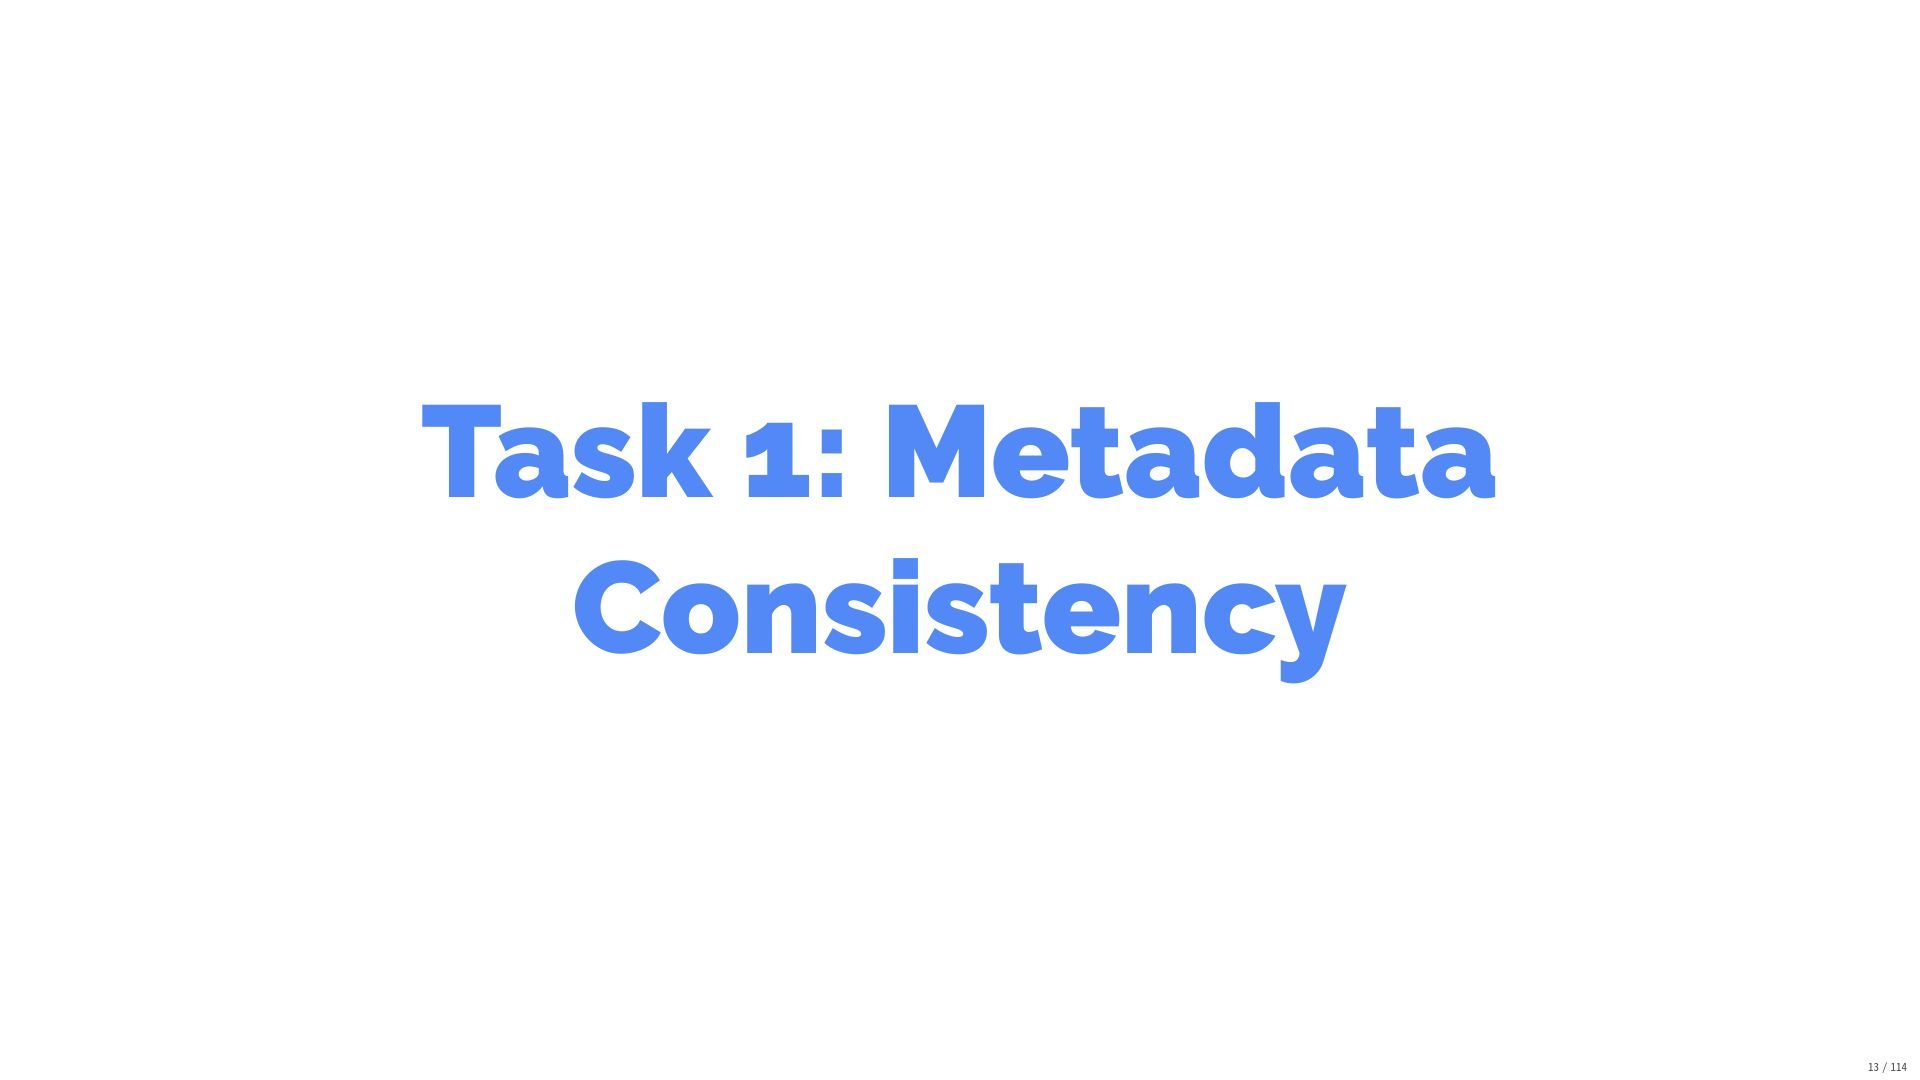 Task 1: Metadata
Consistency
13 / 114